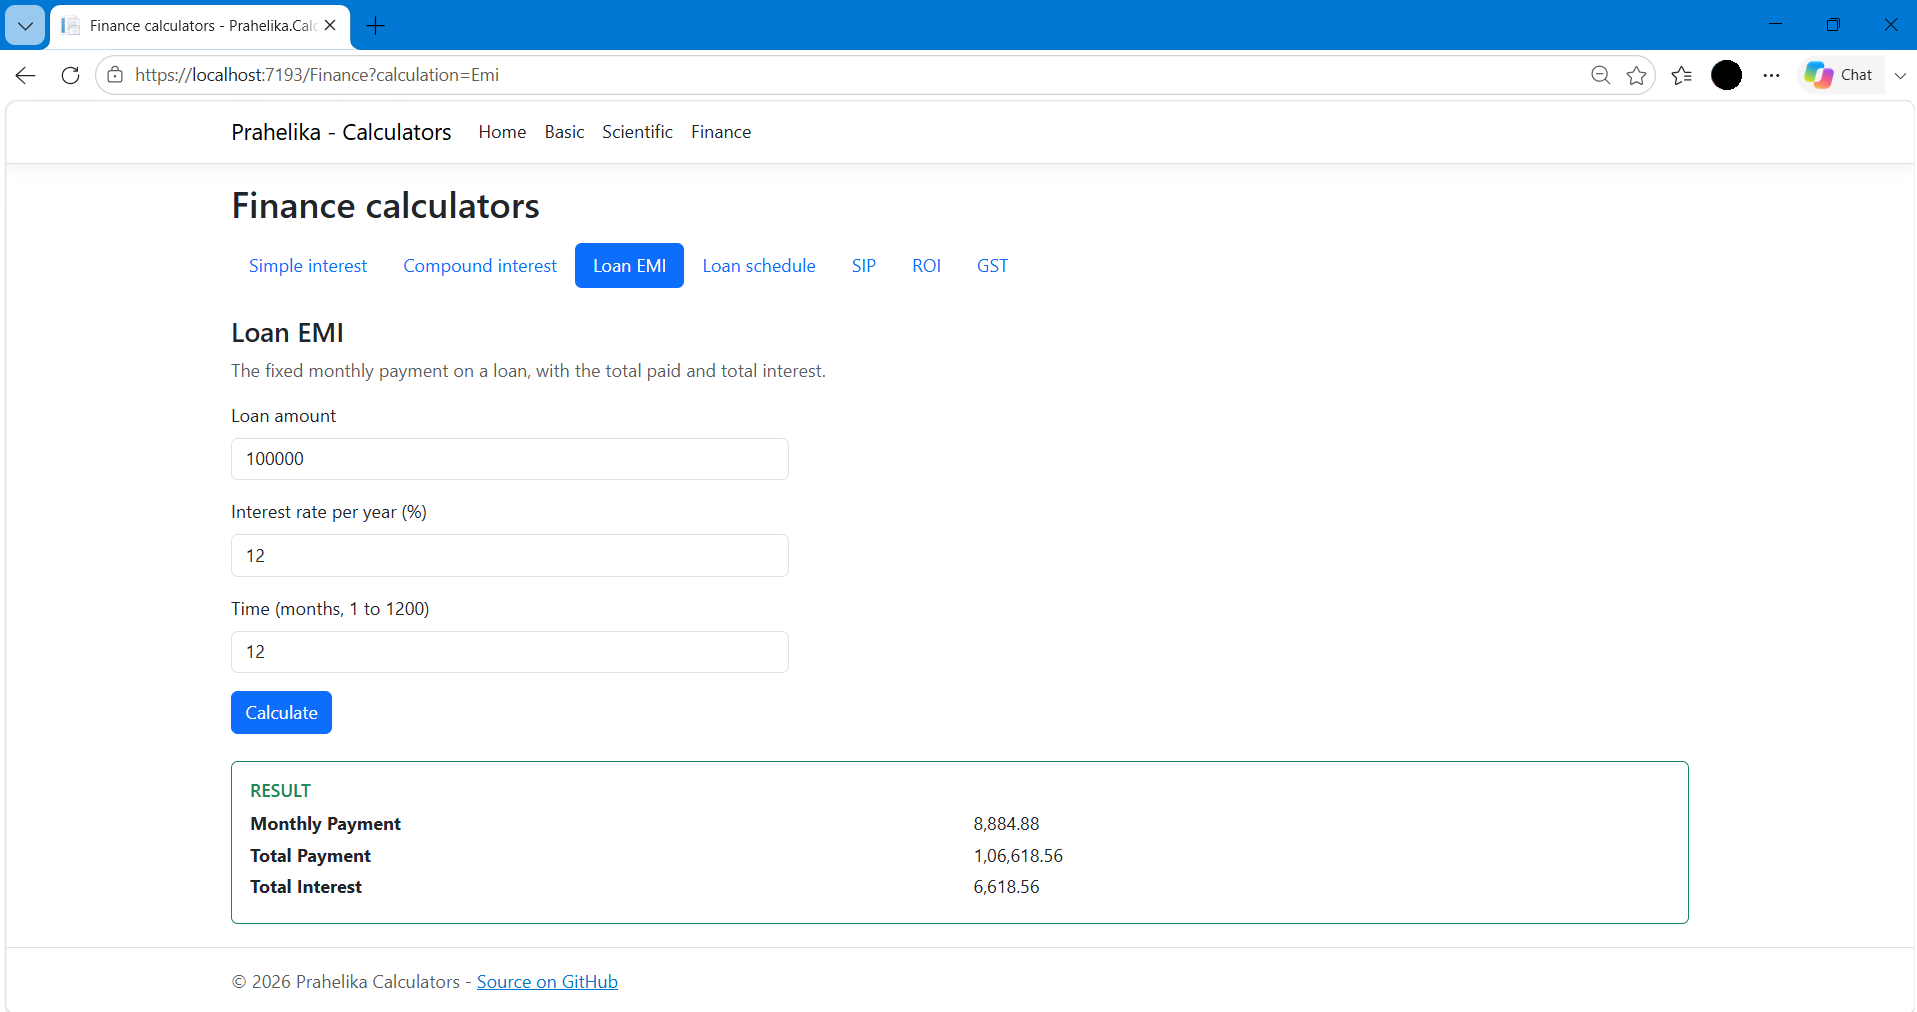 Finance calculators - Prahelika.Calc
https://localhost:7193/Finance?calculation=Emi
Chat
Prahelika - Calculators Home Basic Scientific Finance
Finance calculators
Simple interest Compound interest Loan EMI Loan schedule SIP ROI GST
Loan EMI
The fixed monthly payment on a loan, with the total paid and total interest.
Loan amount
100000
Interest rate per year (%)
12
Time (months, 1 to 1200)
12
Calculate
RESULT
Monthly Payment 8,884.88
Total Payment 1,06,618.56
Total Interest 6,618.56
© 2026 Prahelika Calculators - Source on GitHub